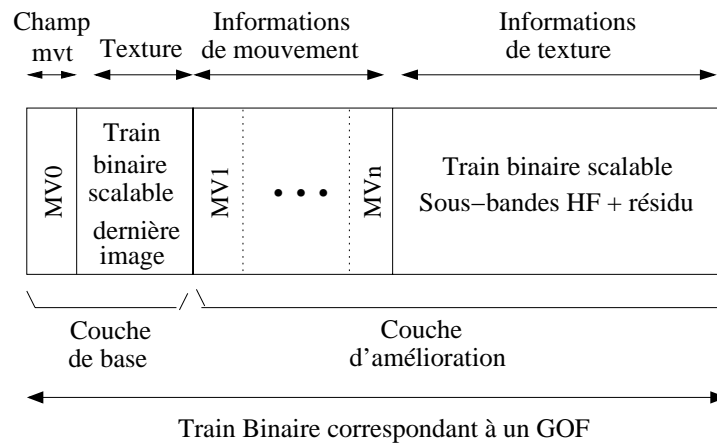 Champ
mvt
Texture
Informations
de mouvement
Informations
de texture
MV0
Train
binaire
scalable
dernière
image
MV1
MVn
Train binaire scalable
Sous−bandes HF + résidu
Couche
de base
Couche
d'amélioration
Train Binaire correspondant à un GOF